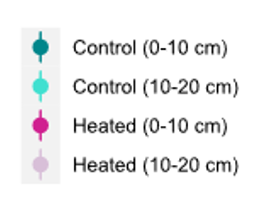 Control (0-10 cm)
Control (10-20 cm)
Heated (0-10 cm)
Heated (10-20 cm)